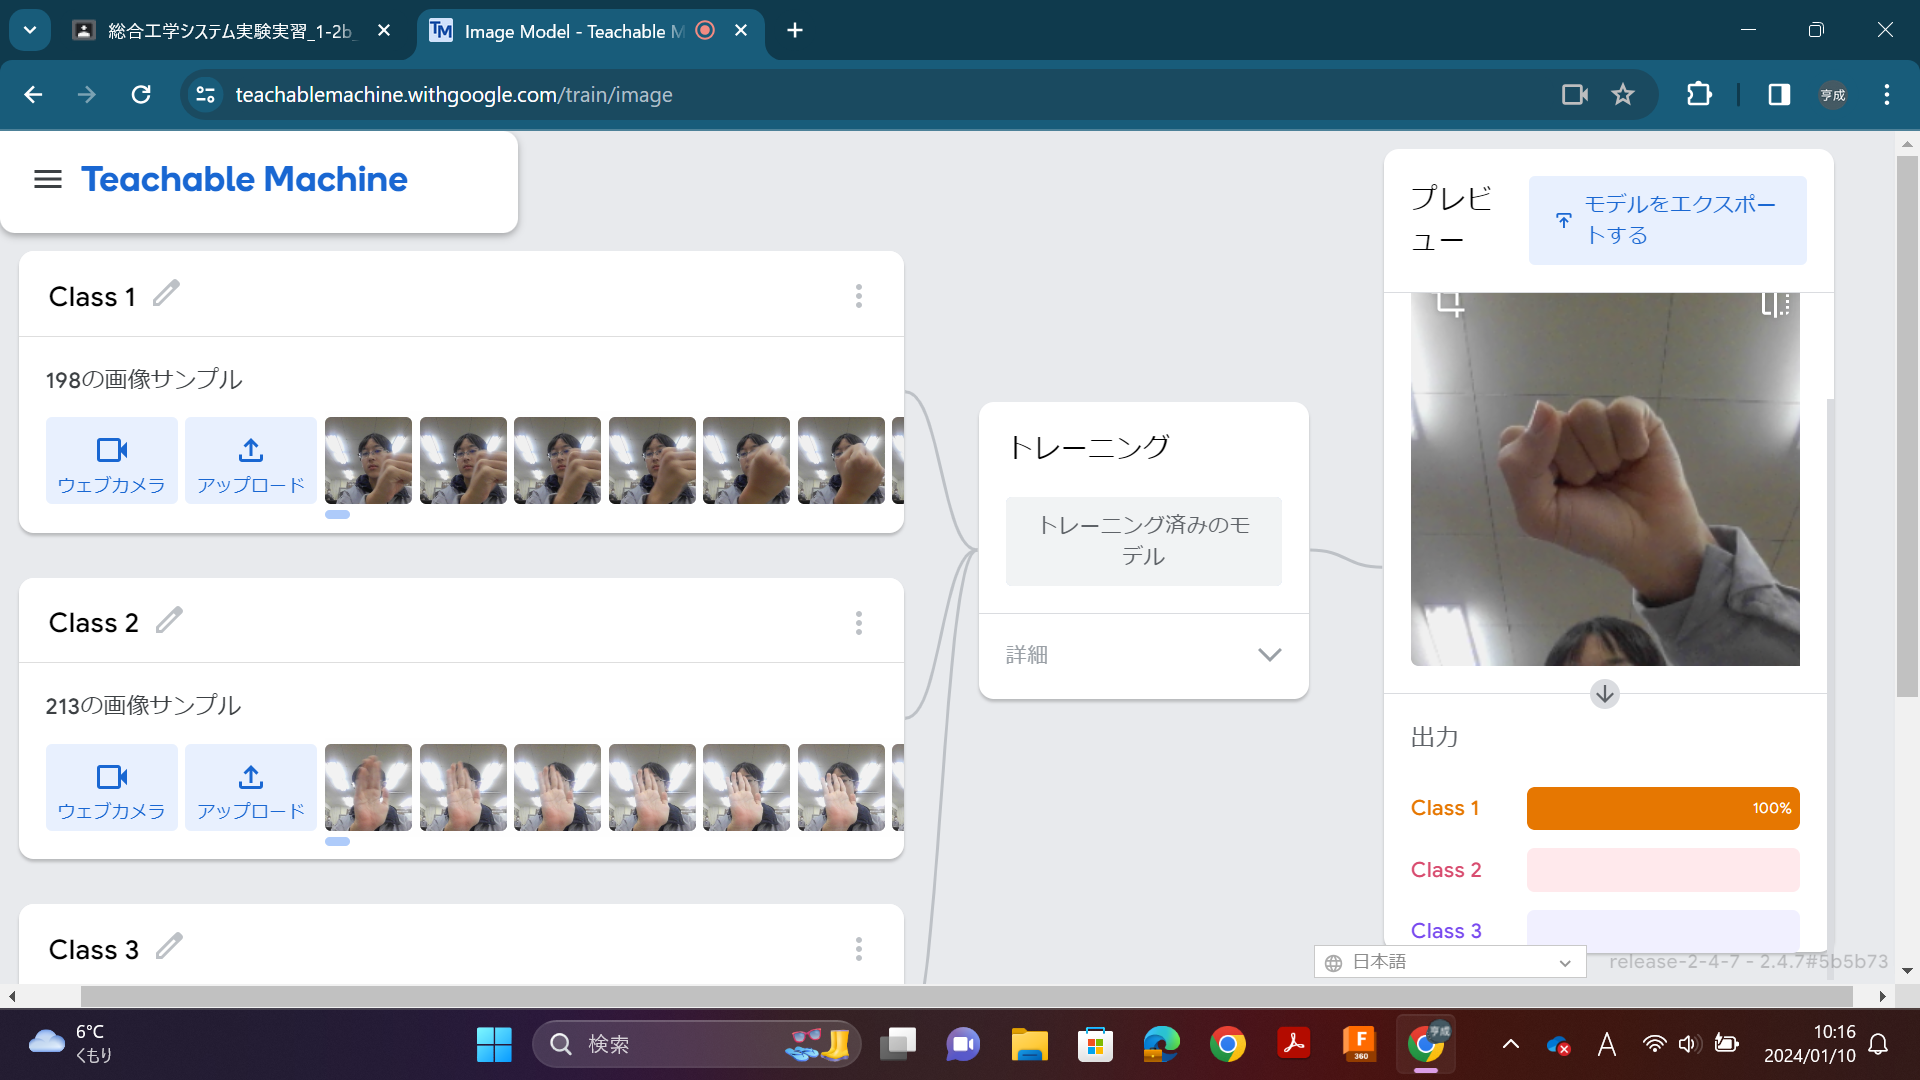 総合工学システム実験実習_1-2b_
Image Model - Teachable M
teachablemachine.withgoogle.com/train/image
亨成
Teachable Machine
Class 1
198の画像サンプル
ウェブカメラ
アップロード
Class 2
213の画像サンプル
ウェブカメラ
アップロード
Class 3
トレーニング
トレーニング済みのモ
デル
詳細
プレビ
ュー
モデルをエクスポー
トする
出力
Class 1
100%
Class 2
Class 3
日本語
release-2-4-7 - 2.4.7#5b5b73
6°C
くもり
検索
F
360
亨成
A
10:16
2024/01/10